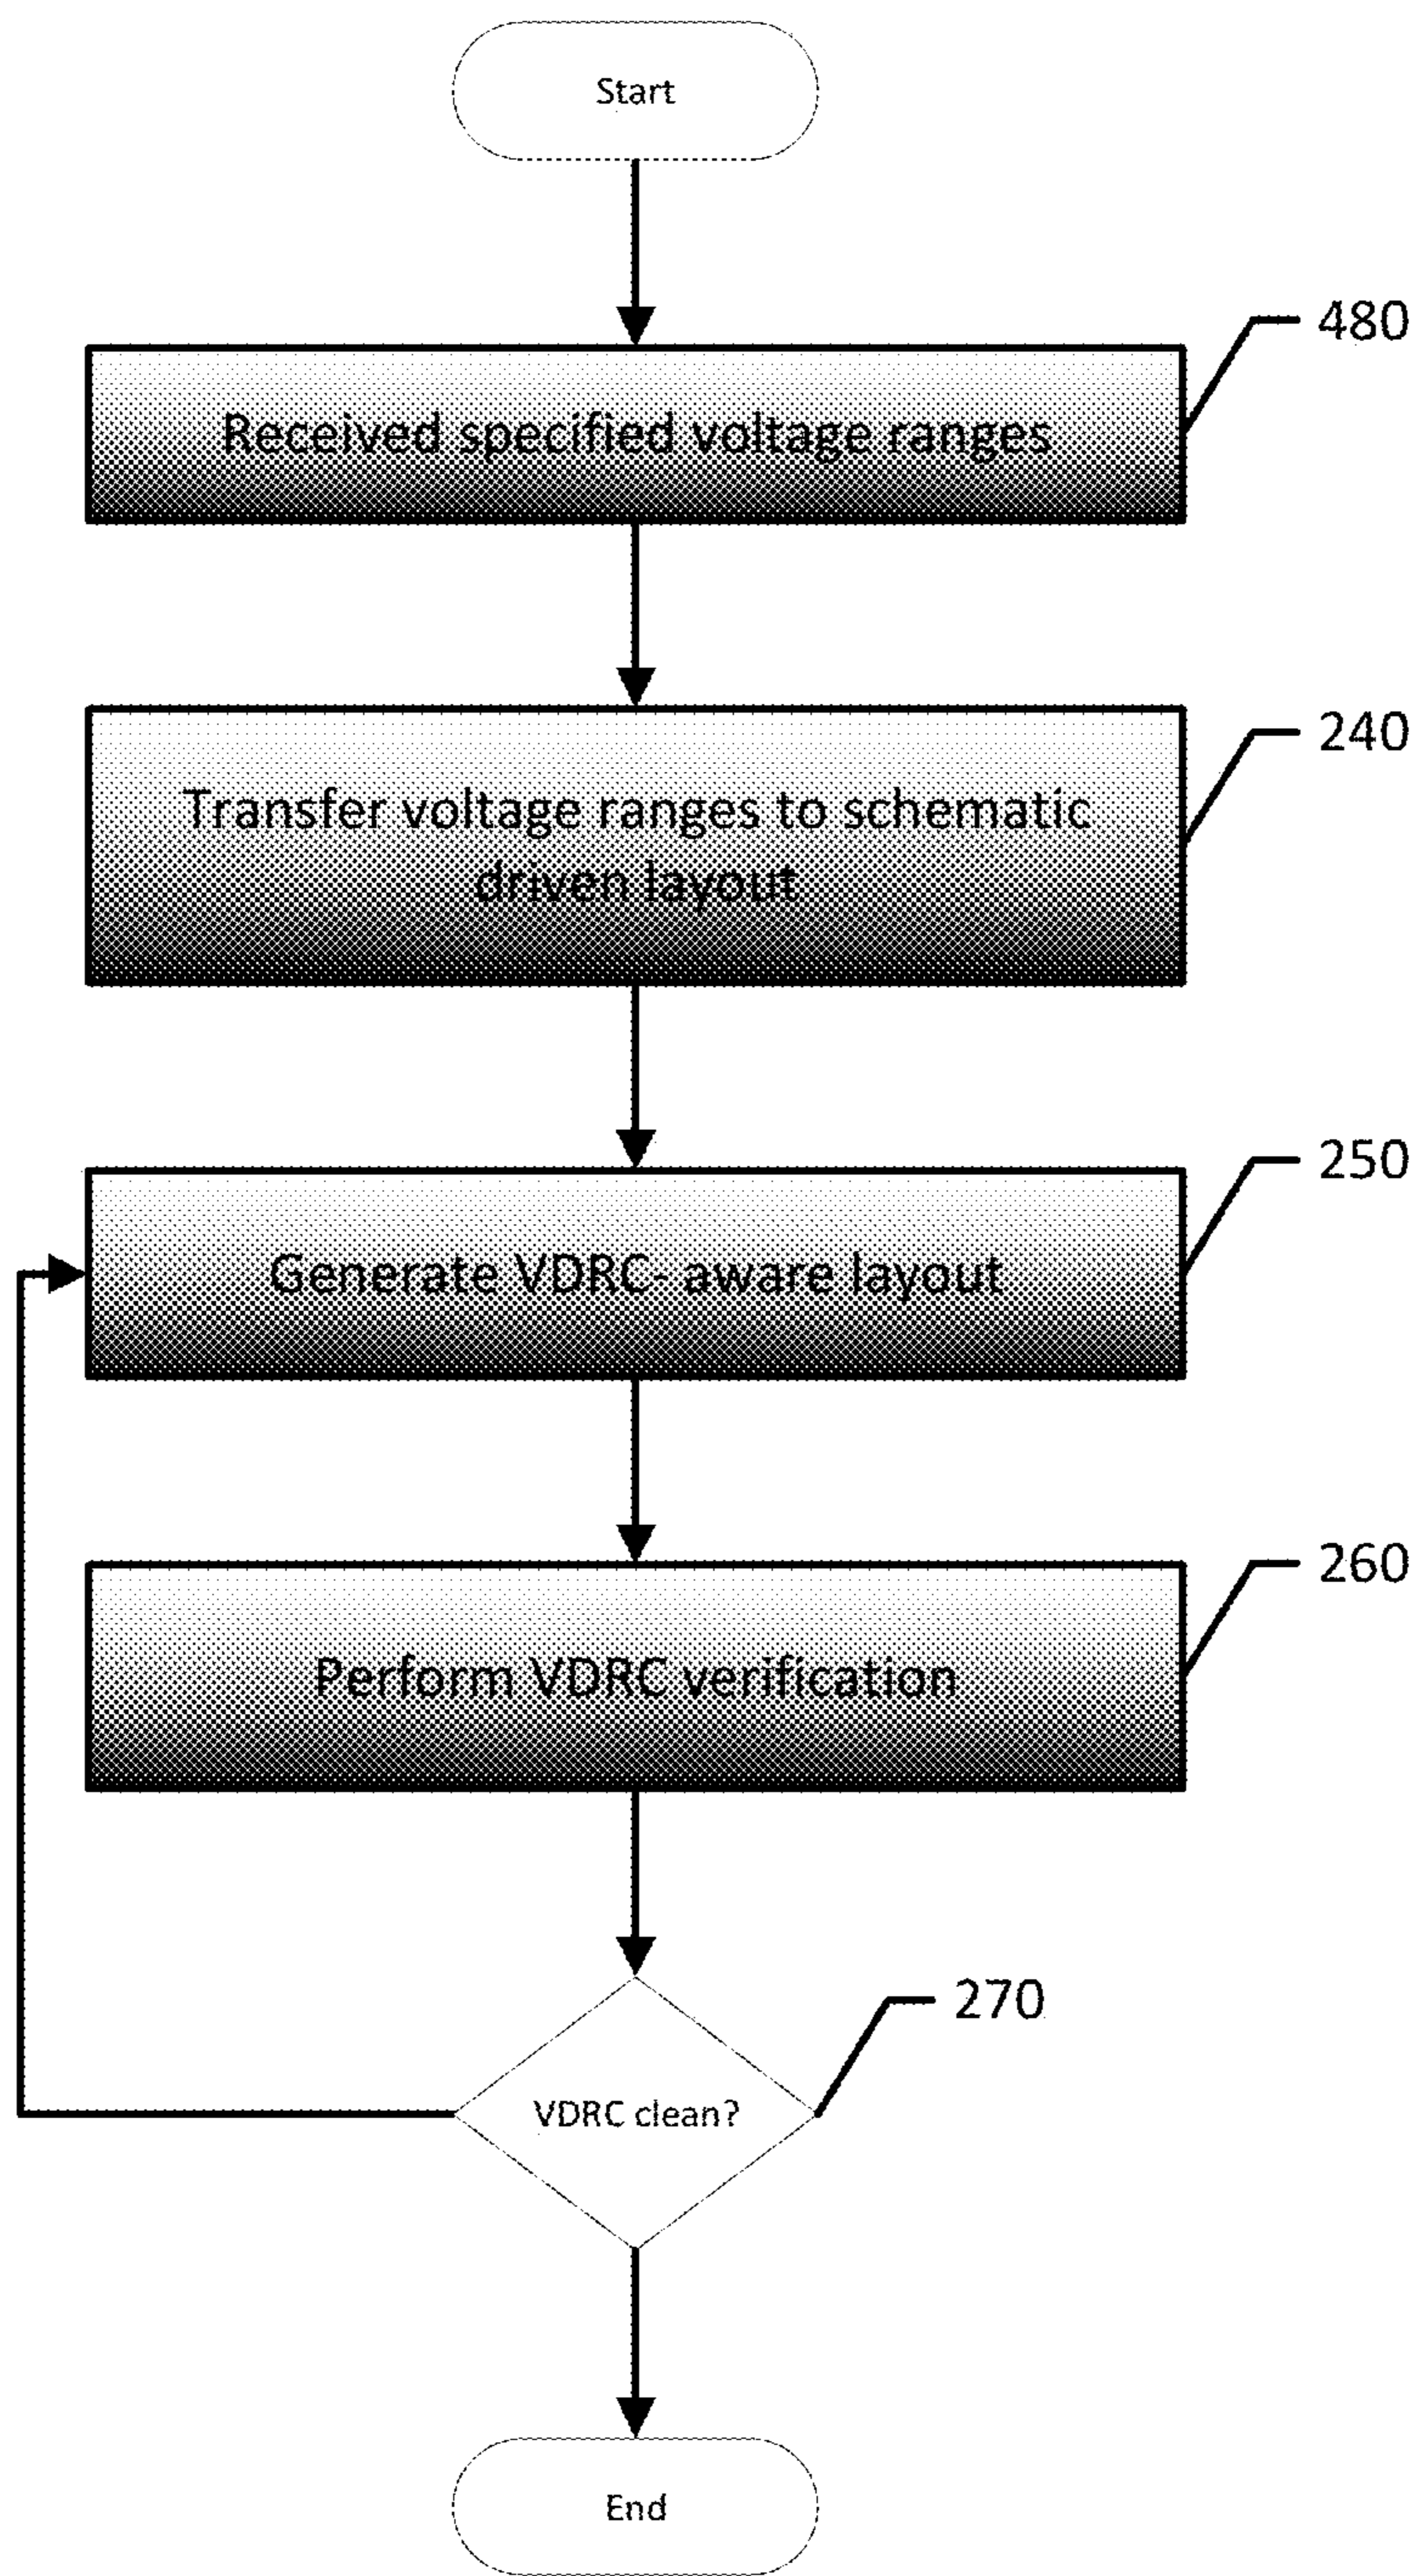 Start
480
Received specified voltage ranges
240
Transfer voltage ranges to schematic
driven layout
250
Generate VDRC- aware layout
260
Perform VDRC verification
270
VDRC clean?
End